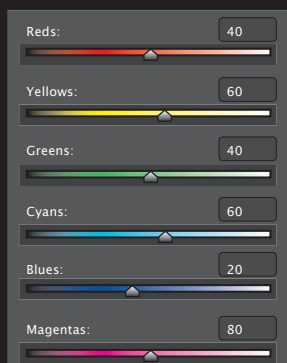 Reds: 40
Yellows: 60
Greens: 40
Cyans: 60
Blues: 20
Magentas: 80